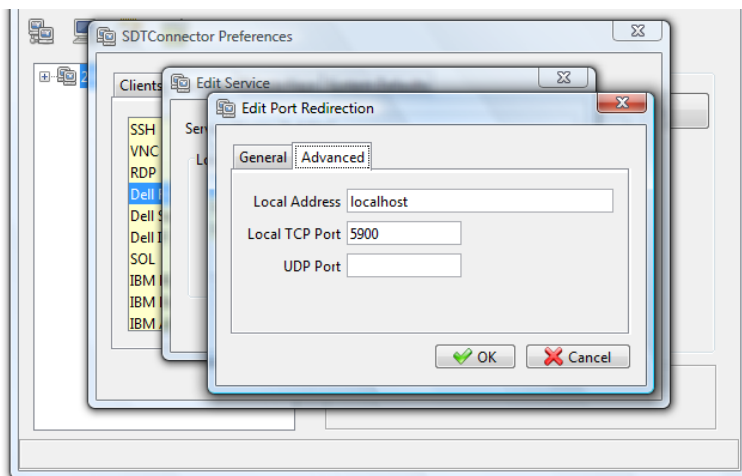 SDTConnector Preferences
Clients
Edit Service
Edit Port Redirection
SSH
VNC
RDP
Dell
Dell
Dell
SOL
IBM
IBM
IBM
General Advanced
Local Address localhost
Local TCP Port 5900
UDP Port
OK Cancel